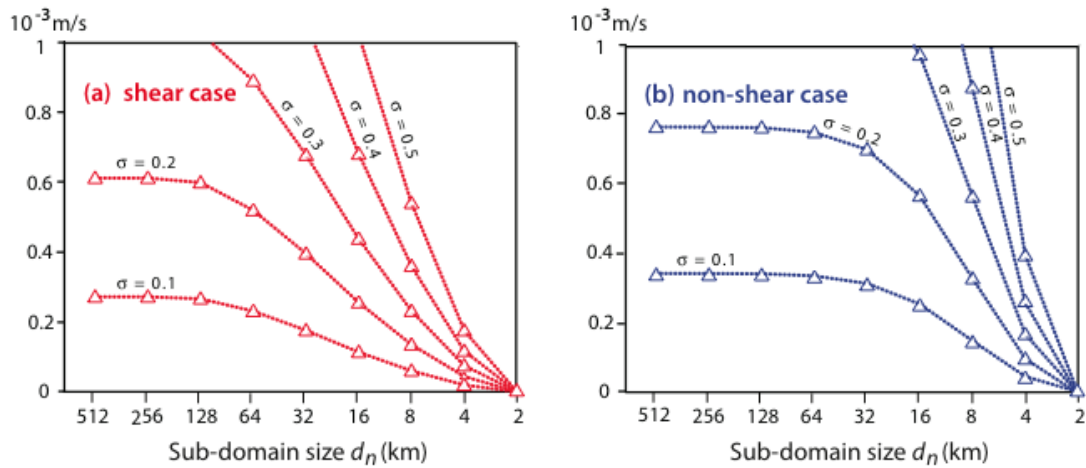 10⁻³m/s
1
0.8
0.6
0.4
0.2
0
(a) shear case
σ = 0.1
σ = 0.2
σ = 0.3
σ = 0.4
σ = 0.5
512 256 128 64 32 16 8 4 2
Sub-domain size dₙ (km)
10⁻³m/s
1
0.8
0.6
0.4
0.2
0
(b) non-shear case
σ = 0.1
σ = 0.2
σ = 0.3
σ = 0.4
σ = 0.5
512 256 128 64 32 16 8 4 2
Sub-domain size dₙ (km)